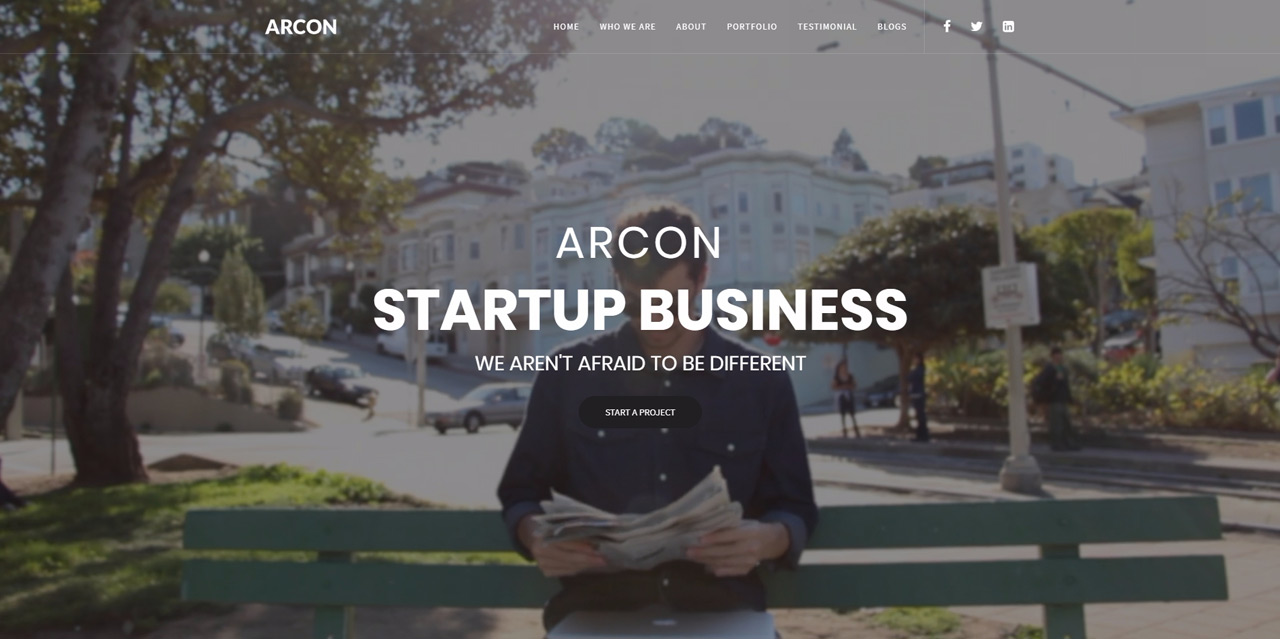 ARCON
HOME WHO WE ARE ABOUT PORTFOLIO TESTIMONIAL BLOGS
ARCON
STARTUP BUSINESS
WE AREN'T AFRAID TO BE DIFFERENT
START A PROJECT